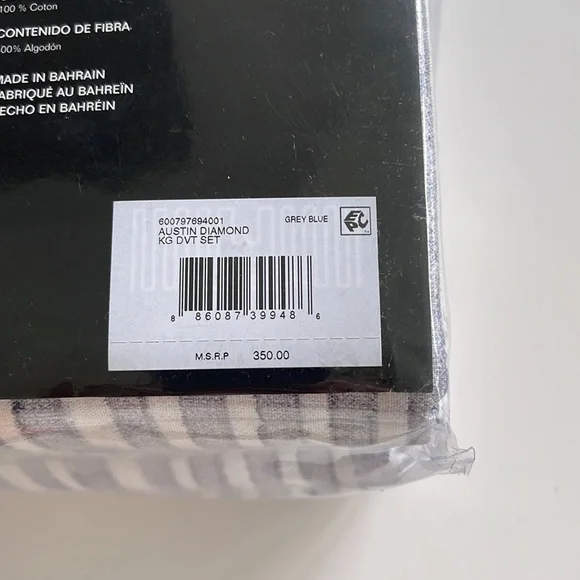 100 % Coton
CONTENIDO DE FIBRA
100% Algodón
MADE IN BAHRAIN
FABRIQUÉ AU BAHREÏN
HECHO EN BAHRÉIN
600797694001 GREY BLUE EPC
AUSTIN DIAMOND
KG DVT SET
8 86087 39948 6
M.S.R.P 350.00